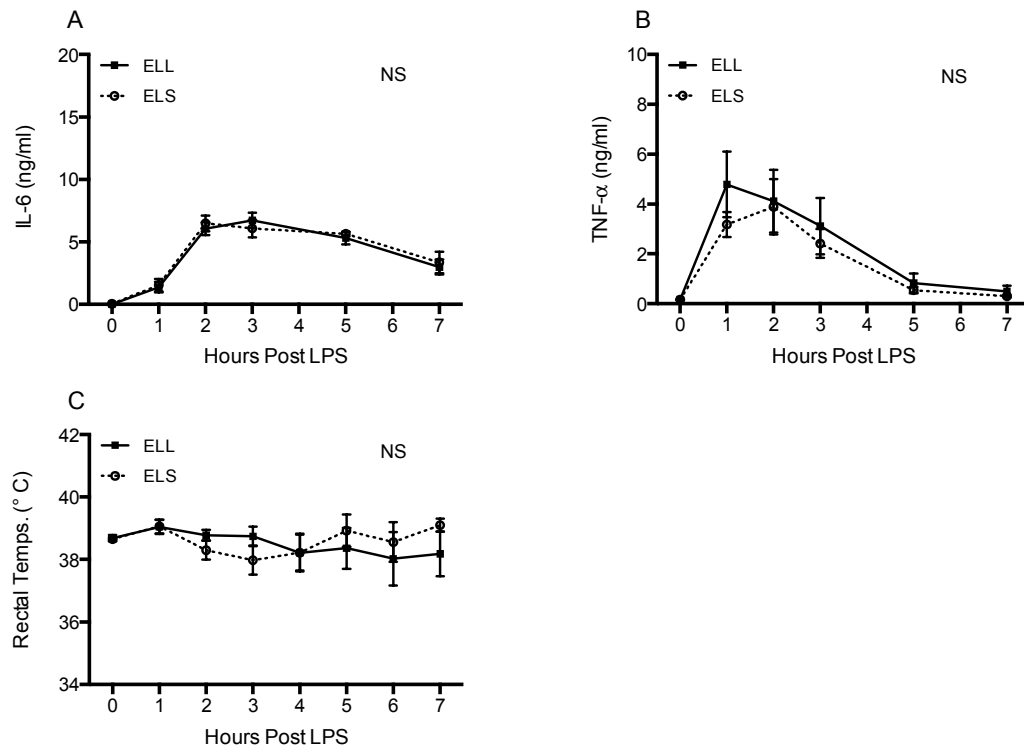 A
IL-6 (ng/ml)
20
15
10
5
0
ELL
ELS
NS
0 1 2 3 4 5 6 7
Hours Post LPS
B
TNF-α (ng/ml)
10
8
6
4
2
0
ELL
ELS
NS
0 1 2 3 4 5 6 7
Hours Post LPS
C
Rectal Temps. (° C)
42
40
38
36
34
ELL
ELS
NS
0 1 2 3 4 5 6 7
Hours Post LPS